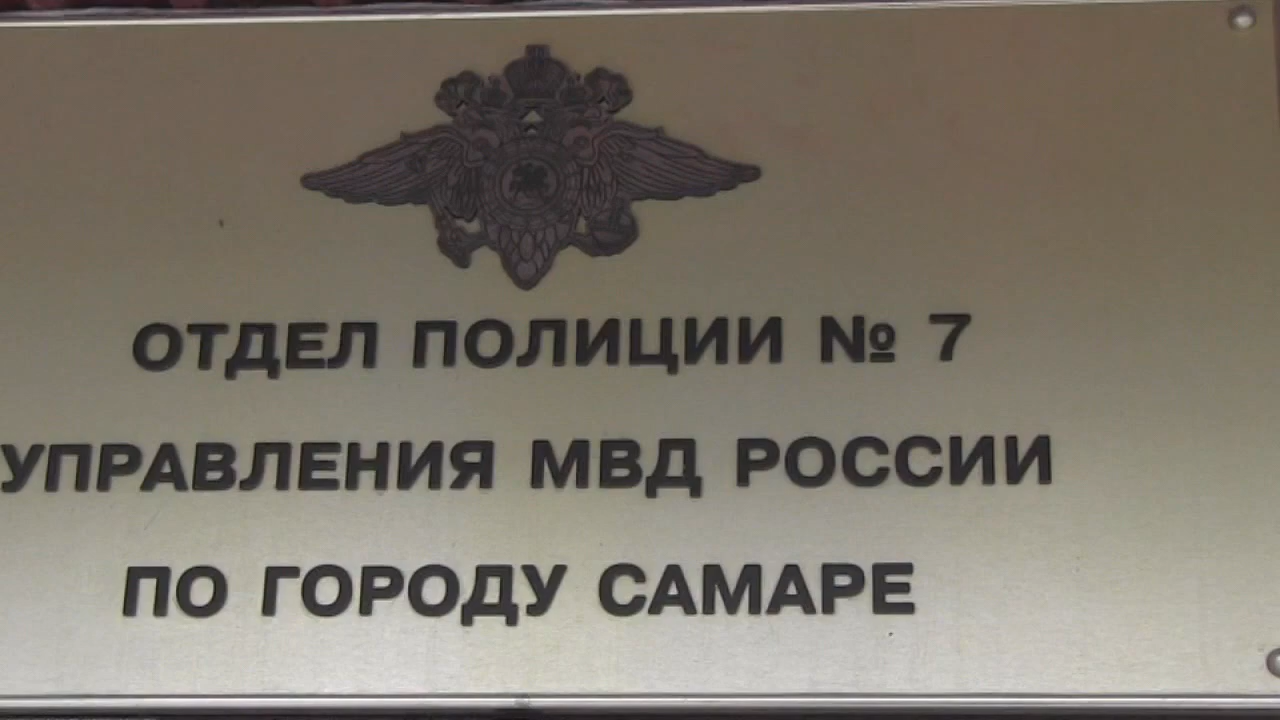 ОТДЕЛ ПОЛИЦИИ № 7
УПРАВЛЕНИЯ МВД РОССИИ
ПО ГОРОДУ САМАРЕ